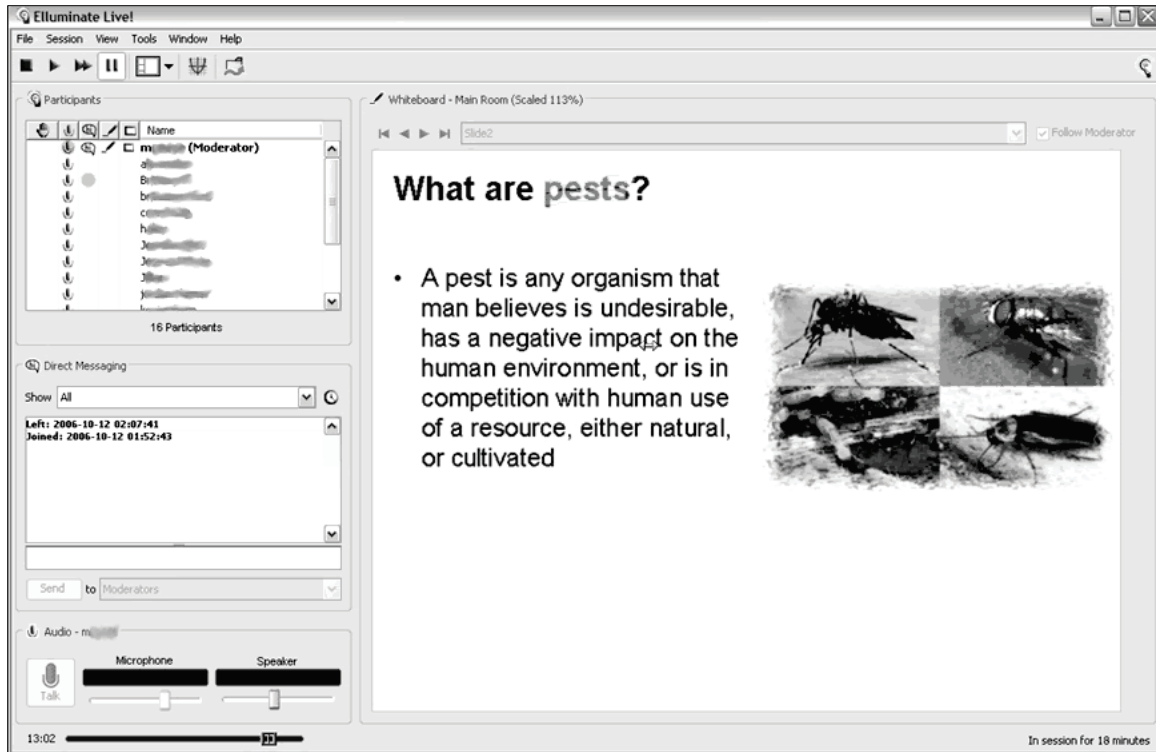 Elluminate Live!
File Session View Tools Window Help
Participants
Name
(Moderator)
16 Participants
Direct Messaging
Show All
Left: 2006-10-12 02:07:41
Joined: 2006-10-12 01:52:43
Send to Moderators
Audio -
Microphone Speaker
Talk
13:02
Whiteboard - Main Room (Scaled 113%)
Slide2 Follow Moderator
What are pests?
• A pest is any organism that
man believes is undesirable,
has a negative impact on the
human environment, or is in
competition with human use
of a resource, either natural,
or cultivated
In session for 18 minutes